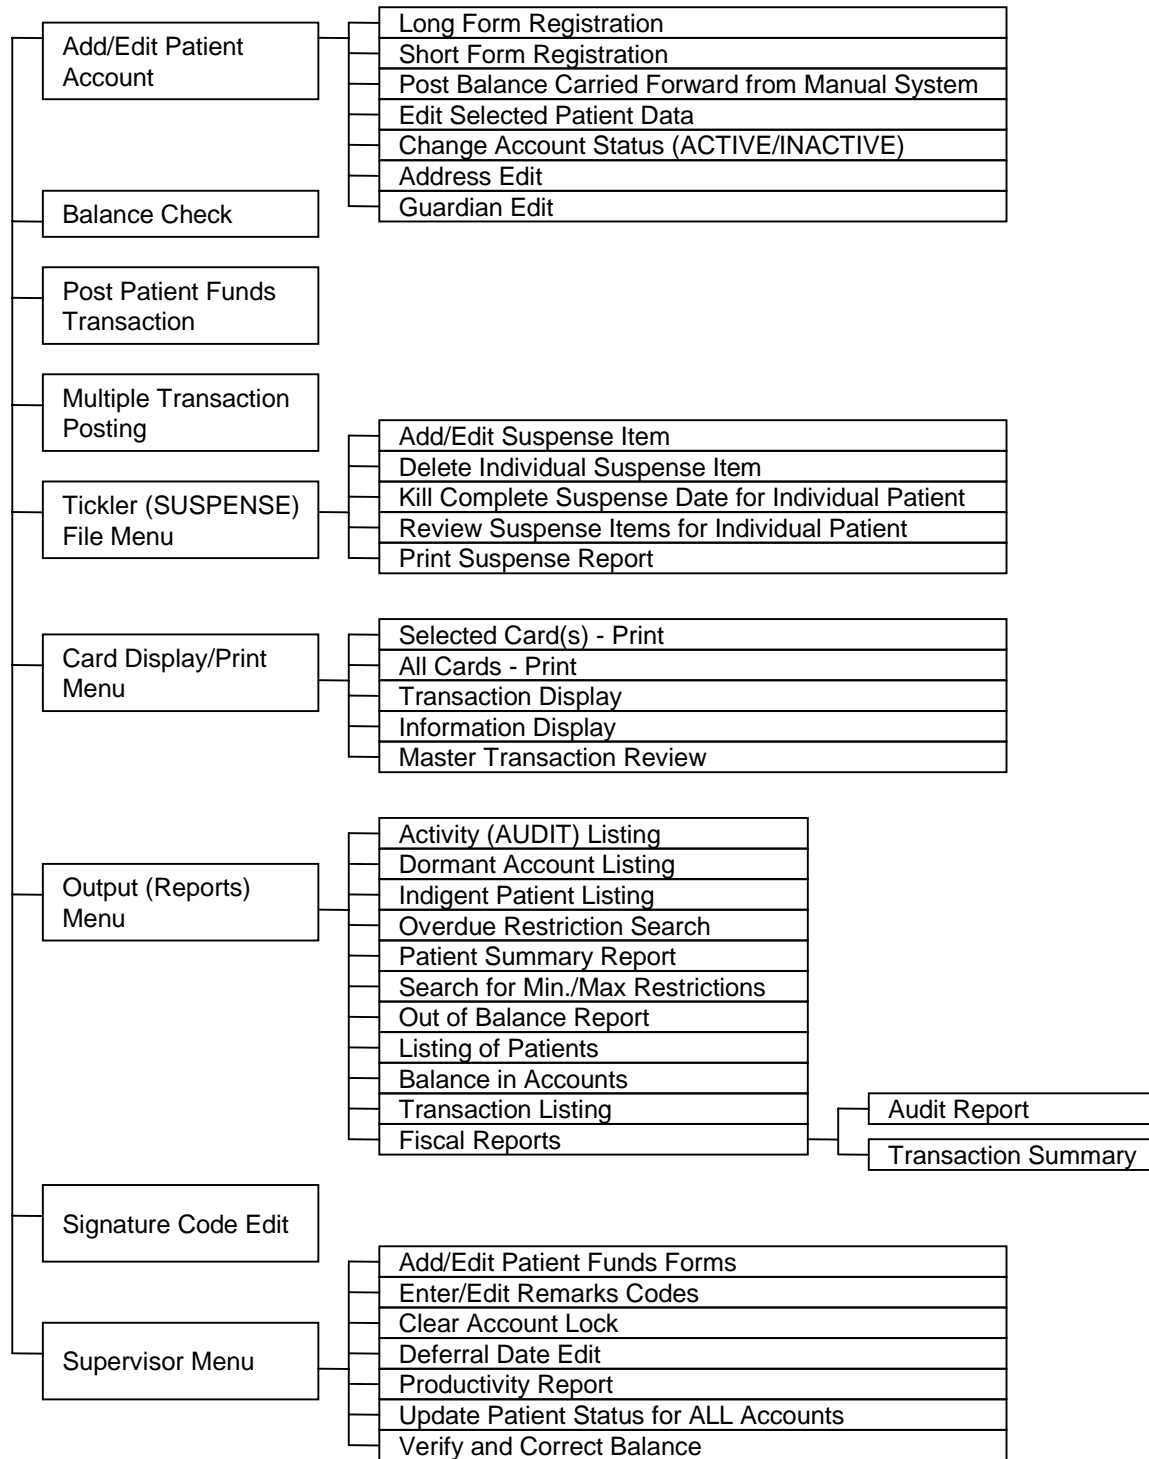 Add/Edit Patient
Account
Long Form Registration
Short Form Registration
Post Balance Carried Forward from Manual System
Edit Selected Patient Data
Change Account Status (ACTIVE/INACTIVE)
Address Edit
Guardian Edit
Balance Check
Post Patient Funds
Transaction
Multiple Transaction
Posting
Tickler (SUSPENSE)
File Menu
Add/Edit Suspense Item
Delete Individual Suspense Item
Kill Complete Suspense Date for Individual Patient
Review Suspense Items for Individual Patient
Print Suspense Report
Card Display/Print
Menu
Selected Card(s) - Print
All Cards - Print
Transaction Display
Information Display
Master Transaction Review
Output (Reports)
Menu
Activity (AUDIT) Listing
Dormant Account Listing
Indigent Patient Listing
Overdue Restriction Search
Patient Summary Report
Search for Min./Max Restrictions
Out of Balance Report
Listing of Patients
Balance in Accounts
Transaction Listing
Fiscal Reports
Audit Report
Transaction Summary
Signature Code Edit
Supervisor Menu
Add/Edit Patient Funds Forms
Enter/Edit Remarks Codes
Clear Account Lock
Deferral Date Edit
Productivity Report
Update Patient Status for ALL Accounts
Verify and Correct Balance